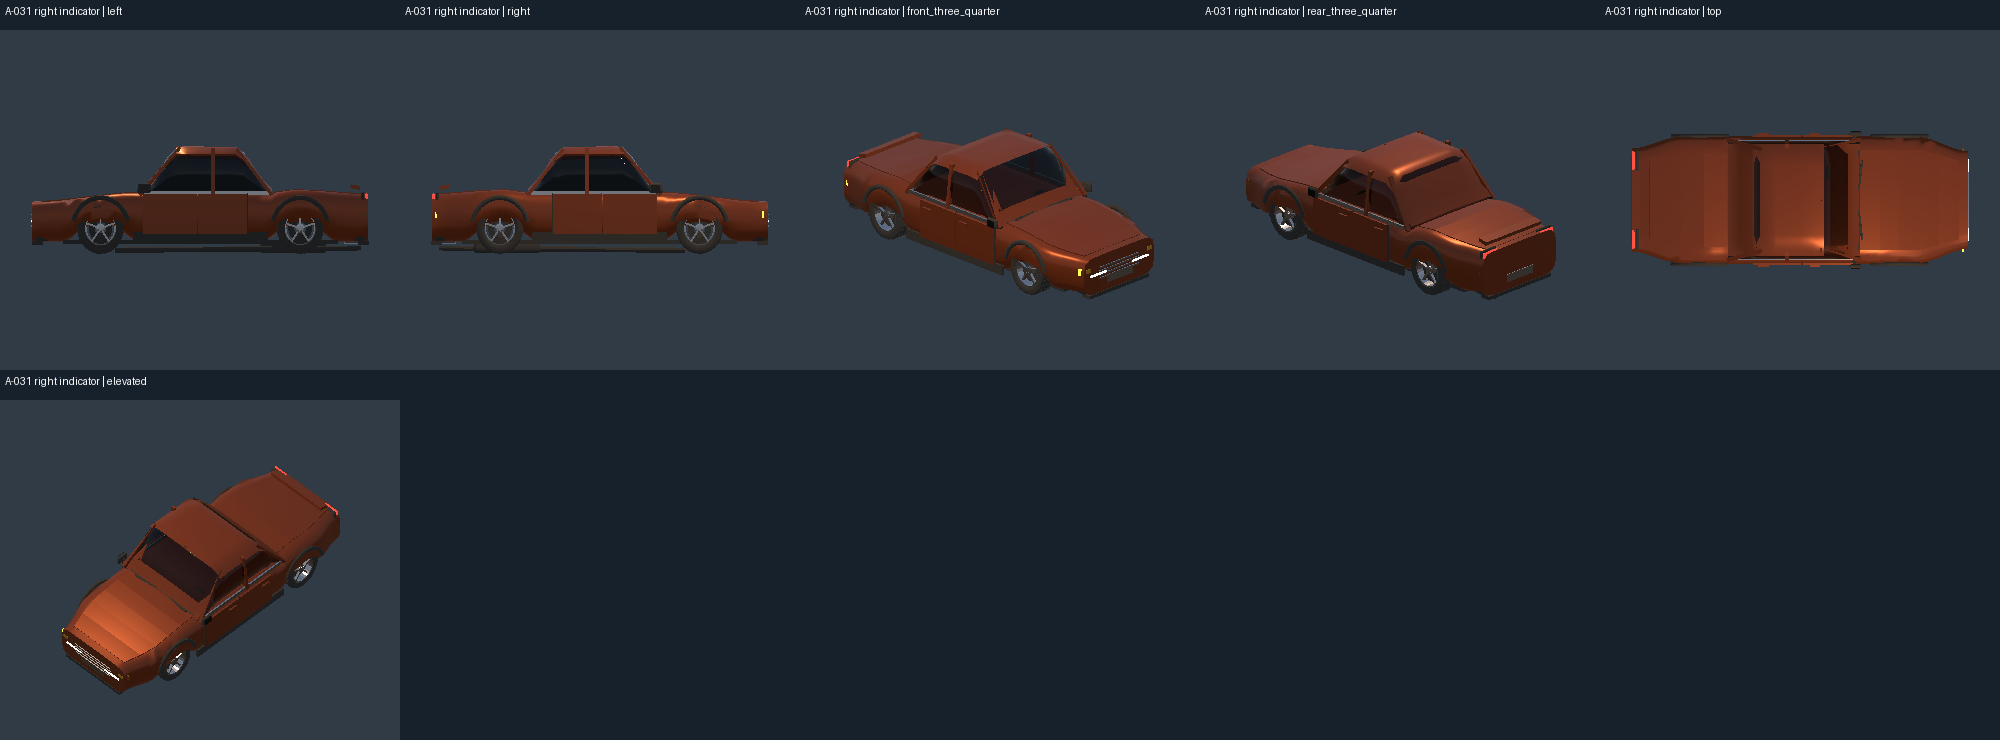 A-031 right indicator | left
A-031 right indicator | right
A-031 right indicator | front_three_quarter
A-031 right indicator | rear_three_quarter
A-031 right indicator | top
A-031 right indicator | elevated